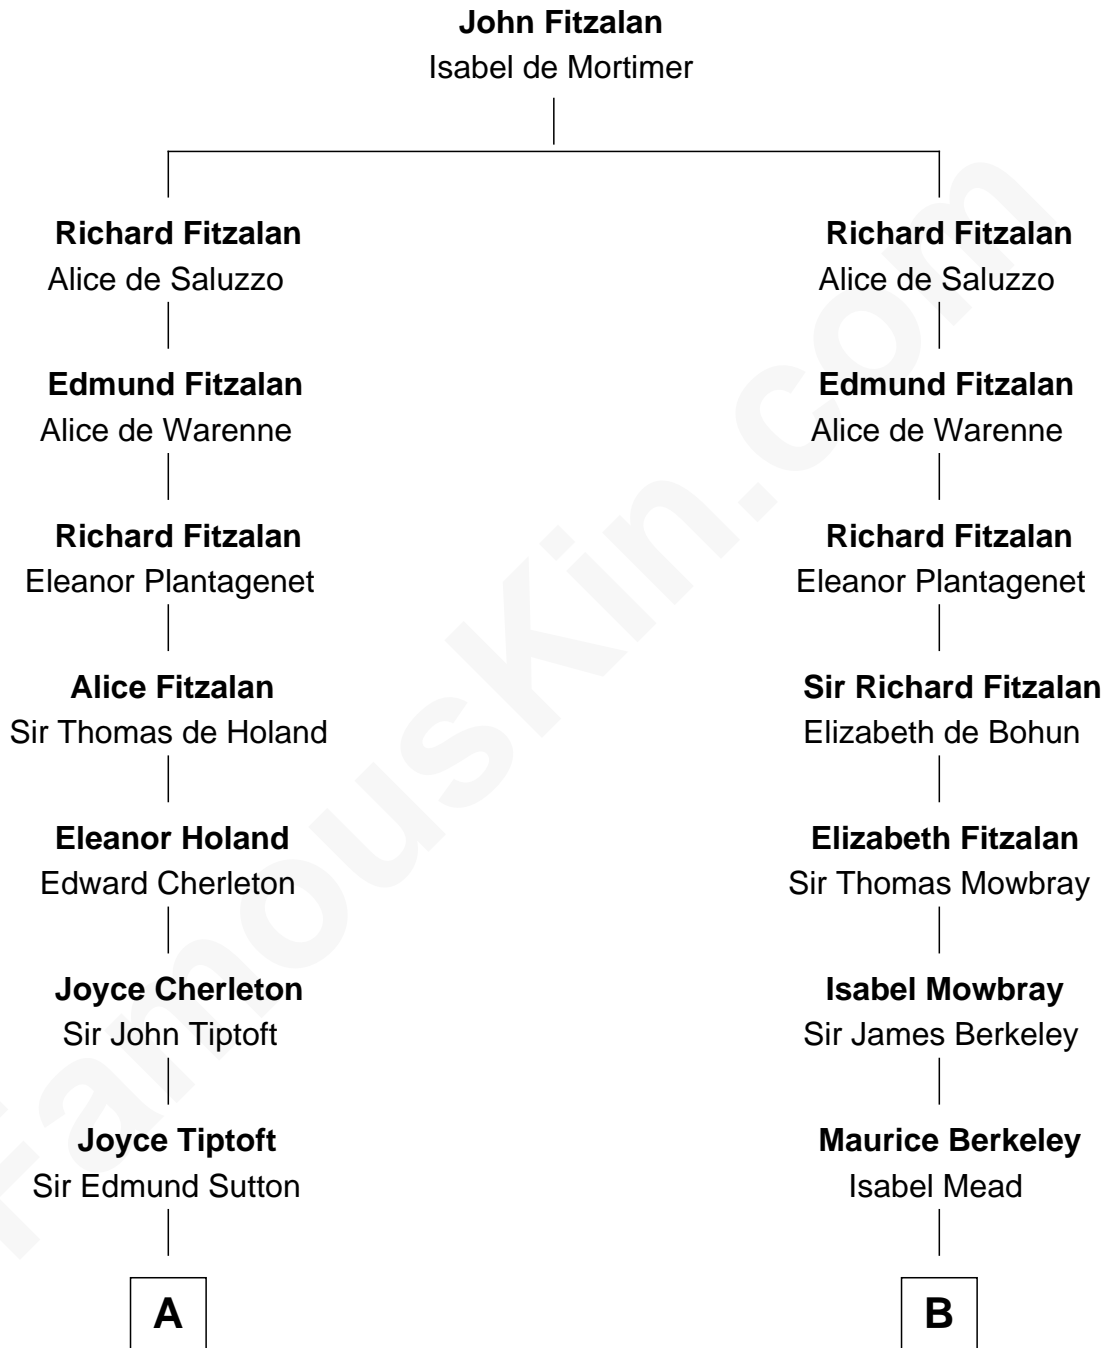 John Fitzalan
Isabel de Mortimer
Richard Fitzalan
Alice de Saluzzo
Richard Fitzalan
Alice de Saluzzo
Edmund Fitzalan
Alice de Warenne
Edmund Fitzalan
Alice de Warenne
Richard Fitzalan
Eleanor Plantagenet
Richard Fitzalan
Eleanor Plantagenet
Alice Fitzalan
Sir Thomas de Holand
Sir Richard Fitzalan
Elizabeth de Bohun
Eleanor Holand
Edward Cherleton
Elizabeth Fitzalan
Sir Thomas Mowbray
Joyce Cherleton
Sir John Tiptoft
Isabel Mowbray
Sir James Berkeley
Joyce Tiptoft
Sir Edmund Sutton
Maurice Berkeley
Isabel Mead
A
B
FamousKin.com